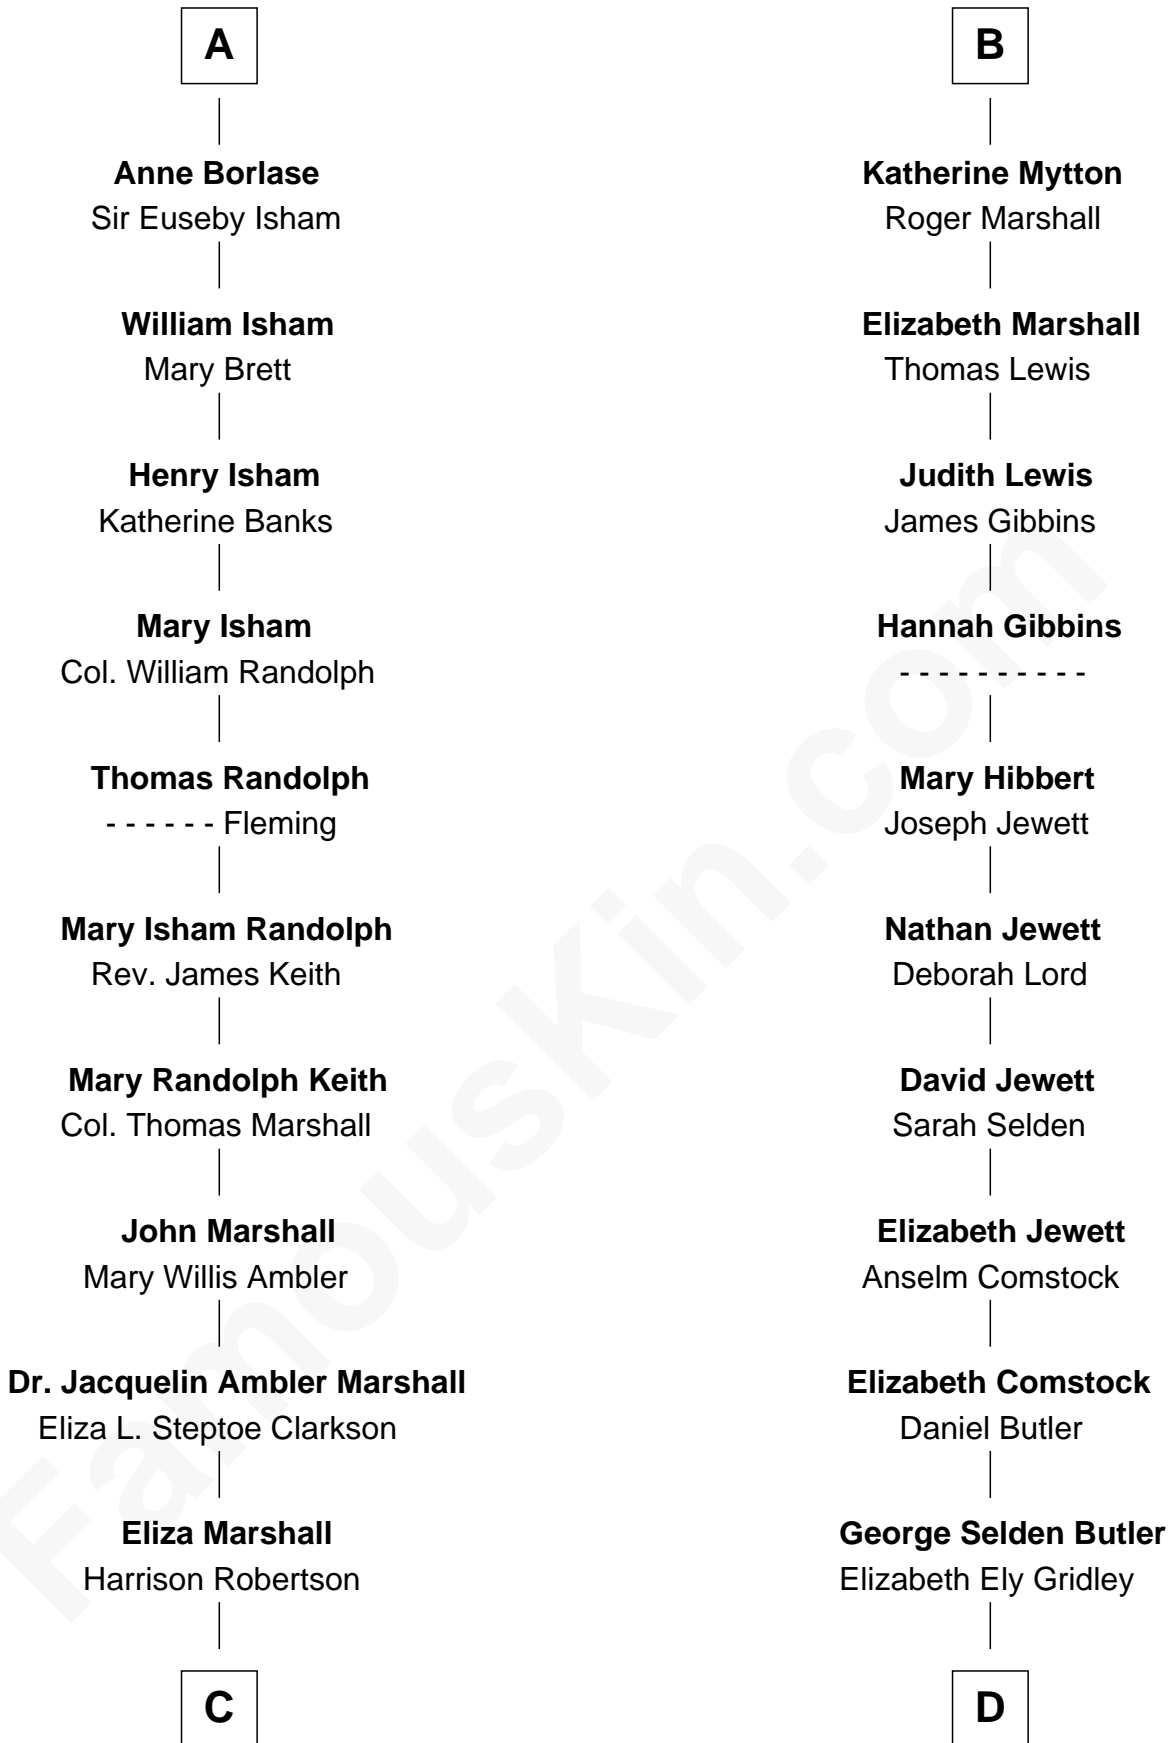 A
Anne Borlase
Sir Euseby Isham
William Isham
Mary Brett
Henry Isham
Katherine Banks
Mary Isham
Col. William Randolph
Thomas Randolph
- - - - - - Fleming
Mary Isham Randolph
Rev. James Keith
Mary Randolph Keith
Col. Thomas Marshall
John Marshall
Mary Willis Ambler
Dr. Jacquelin Ambler Marshall
Eliza L. Steptoe Clarkson
Eliza Marshall
Harrison Robertson
C
B
Katherine Mytton
Roger Marshall
Elizabeth Marshall
Thomas Lewis
Judith Lewis
James Gibbins
Hannah Gibbins
- - - - - - - - - -
Mary Hibbert
Joseph Jewett
Nathan Jewett
Deborah Lord
David Jewett
Sarah Selden
Elizabeth Jewett
Anselm Comstock
Elizabeth Comstock
Daniel Butler
George Selden Butler
Elizabeth Ely Gridley
D
FamousKin.com